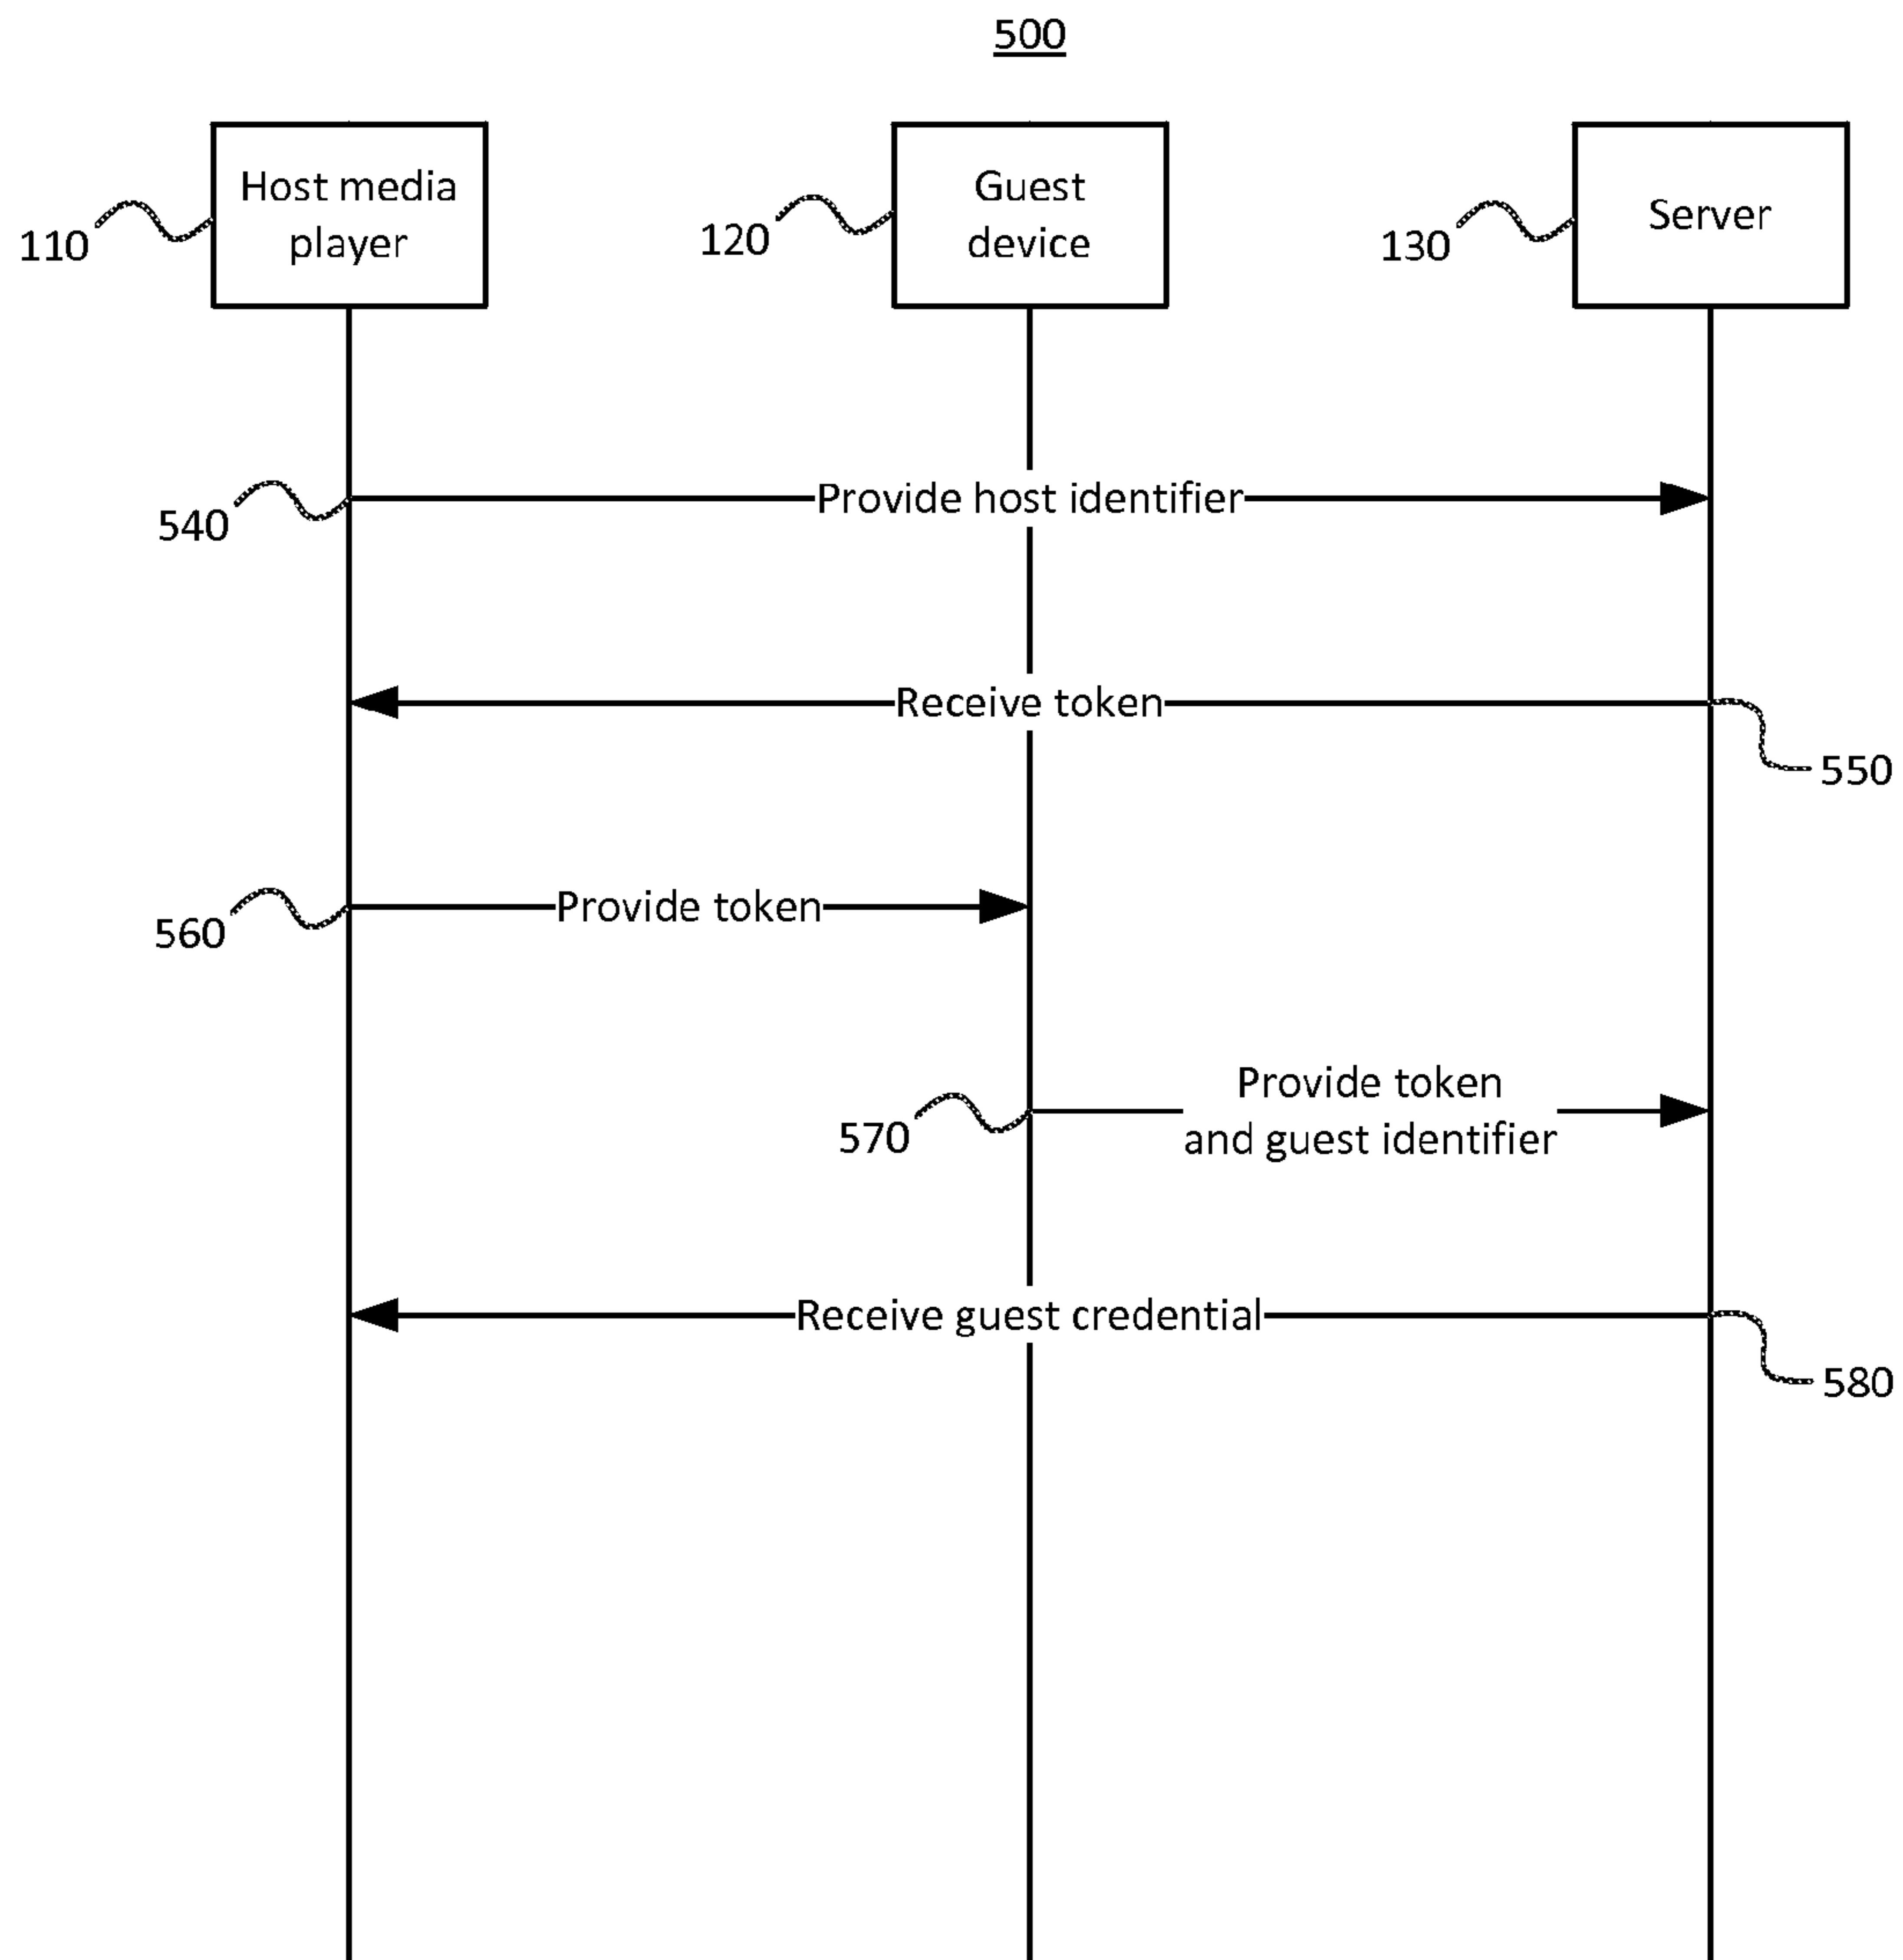 500
Host media
player
110
Guest
device
120
Server
130
Provide host identifier
540
Receive token
550
Provide token
560
Provide token
and guest identifier
570
Receive guest credential
580